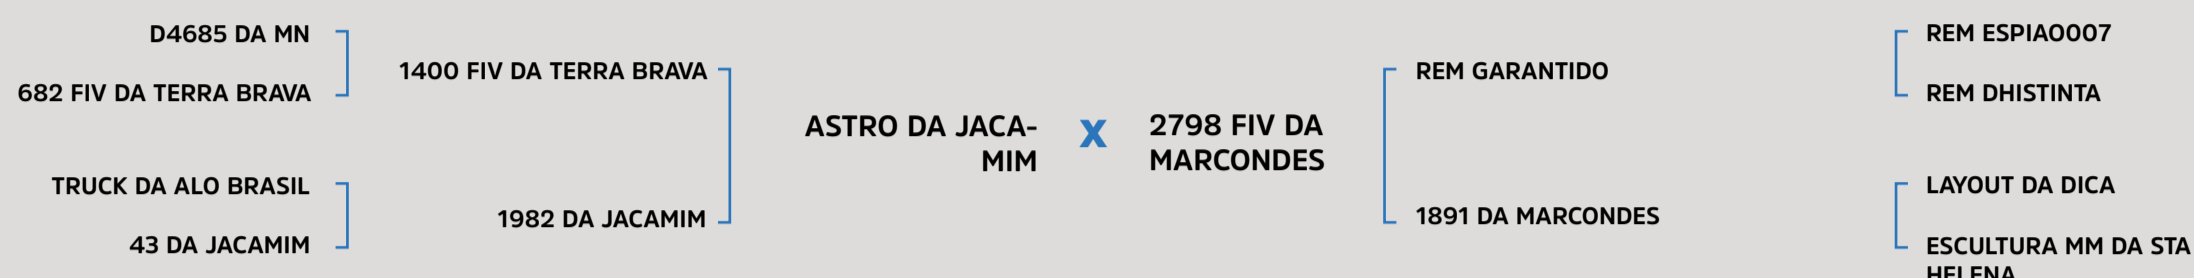 D4685 DA MN
682 FIV DA TERRA BRAVA
TRUCK DA ALO BRASIL
43 DA JACAMIM
1400 FIV DA TERRA BRAVA
1982 DA JACAMIM
ASTRO DA JACA-
MIM
X
2798 FIV DA
MARCONDES
REM GARANTIDO
1891 DA MARCONDES
REM ESPIAO007
REM DHISTINTA
LAYOUT DA DICA
ESCULTURA MM DA STA
HELENA